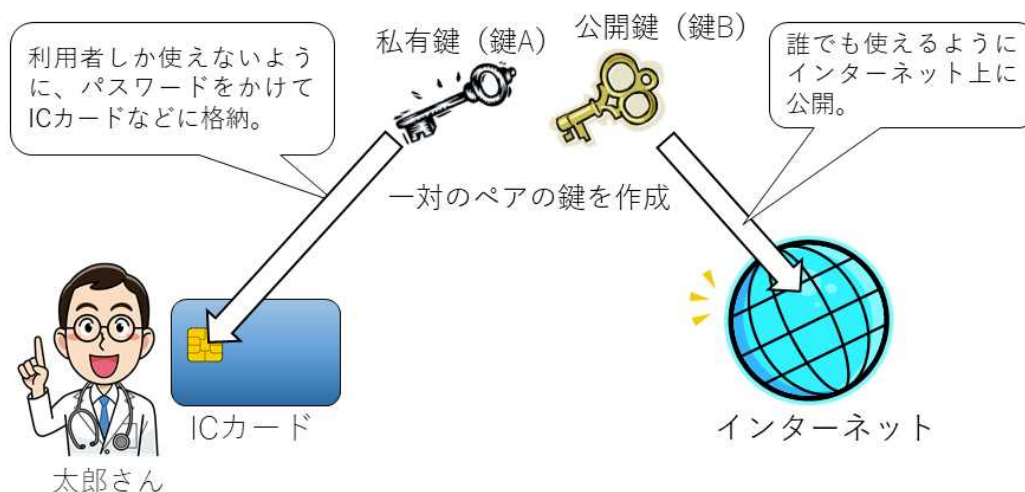 利用者しか使えないよう
に、パスワードをかけて
ICカードなどに格納。
私有鍵（鍵A）
公開鍵（鍵B）
誰でも使えるように
インターネット上に
公開。
一対のペアの鍵を作成
ICカード
太郎さん
インターネット